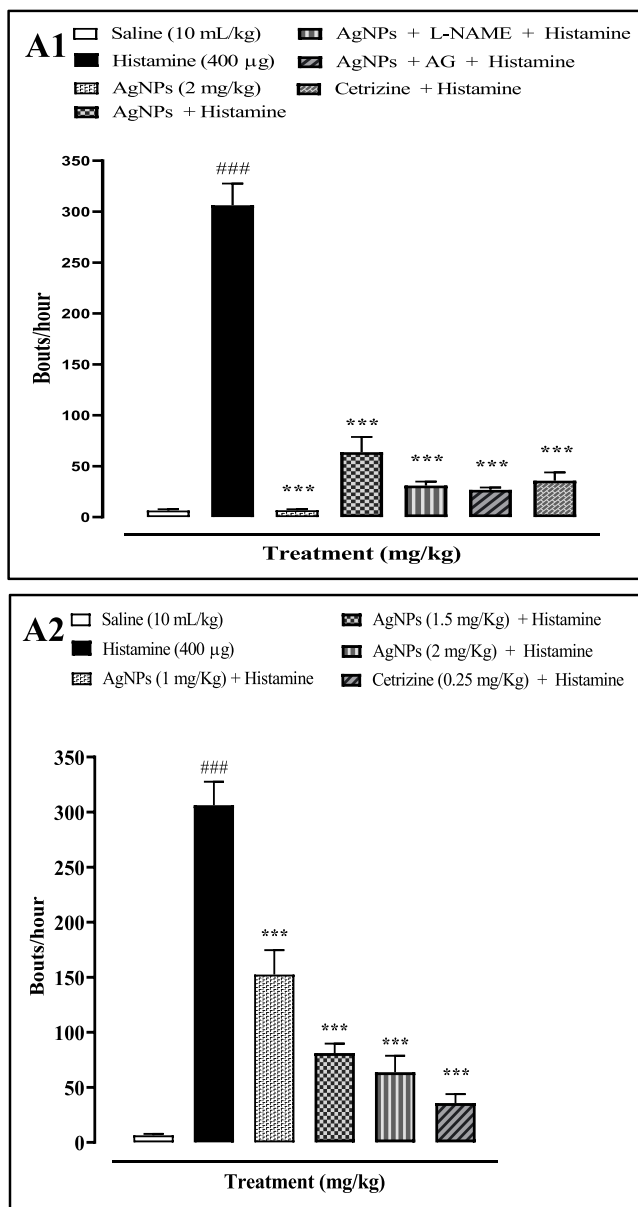 A1
Saline (10 mL/kg)
Histamine (400 µg)
AgNPs (2 mg/kg)
AgNPs + Histamine
AgNPs + L-NAME + Histamine
AgNPs + AG + Histamine
Cetrizine + Histamine
Bouts/hour
350
300
250
200
150
100
50
0
###
***
***
***
***
***
Treatment (mg/kg)
A2
Saline (10 mL/kg)
Histamine (400 µg)
AgNPs (1 mg/Kg) + Histamine
AgNPs (1.5 mg/Kg) + Histamine
AgNPs (2 mg/Kg) + Histamine
Cetrizine (0.25 mg/Kg) + Histamine
Bouts/hour
350
300
250
200
150
100
50
0
###
***
***
***
***
Treatment (mg/kg)